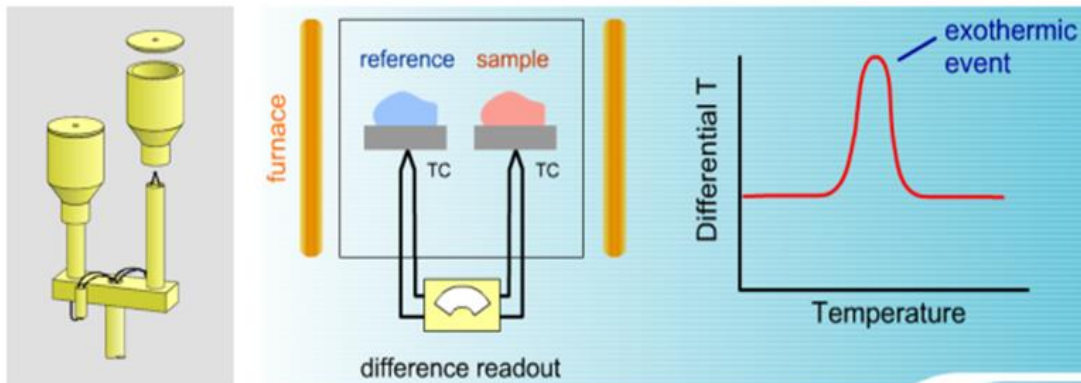 furnace
reference
sample
TC
TC
difference readout
exothermic
event
Differential T
Temperature